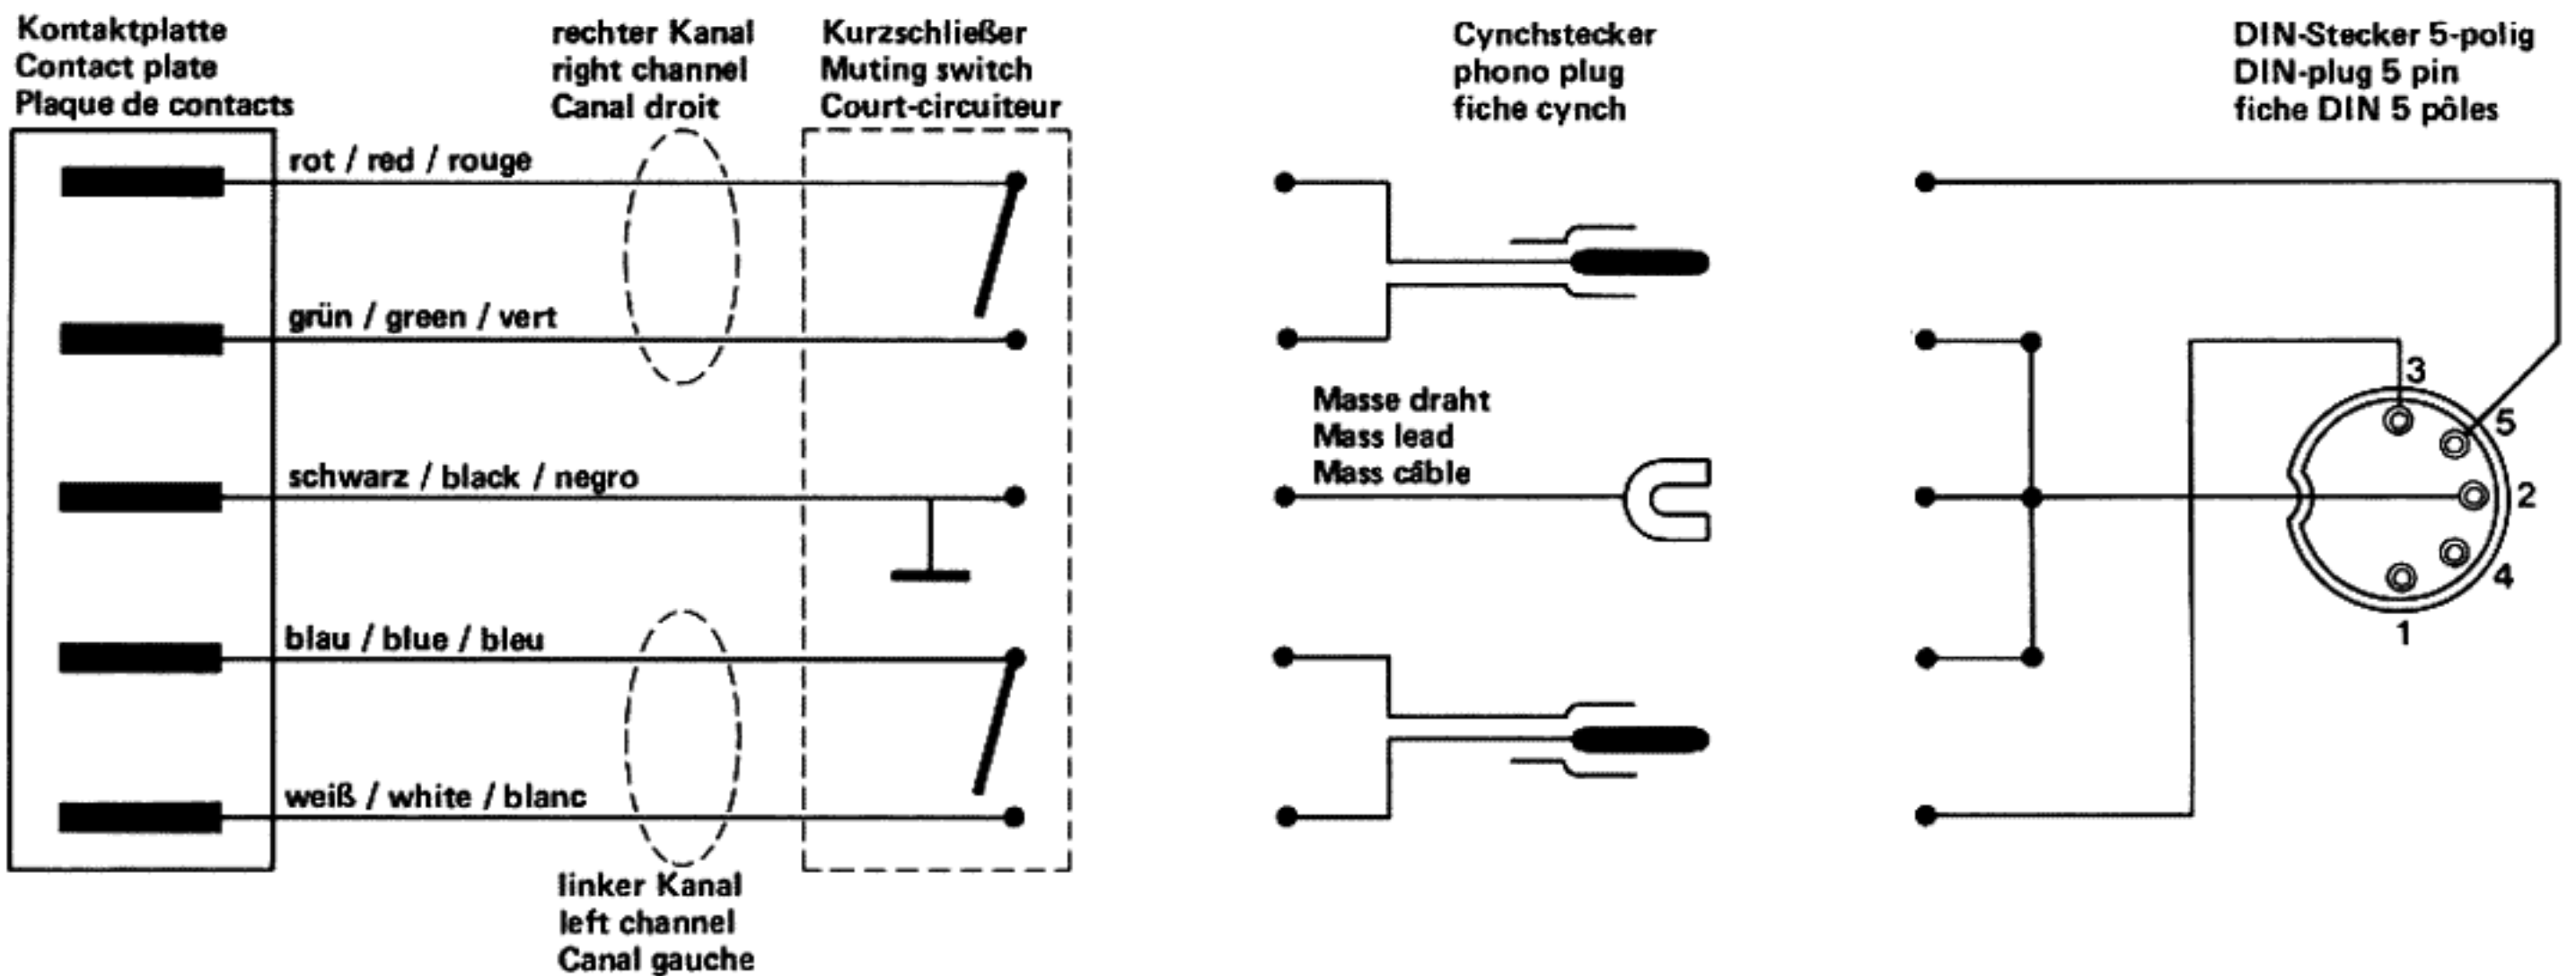 Kontaktplatte
Contact plate
Plaque de contacts
rechter Kanal
right channel
Canal droit
Kurzschließer
Muting switch
Court-circuiteur
Cynchstecker
phono plug
fiche cynch
DIN-Stecker 5-polig
DIN-plug 5 pin
fiche DIN 5 pôles
rot / red / rouge
grün / green / vert
schwarz / black / negro
blau / blue / bleu
weiß / white / blanc
linker Kanal
left channel
Canal gauche
Masse draht
Mass lead
Mass câble
3
5
2
4
1